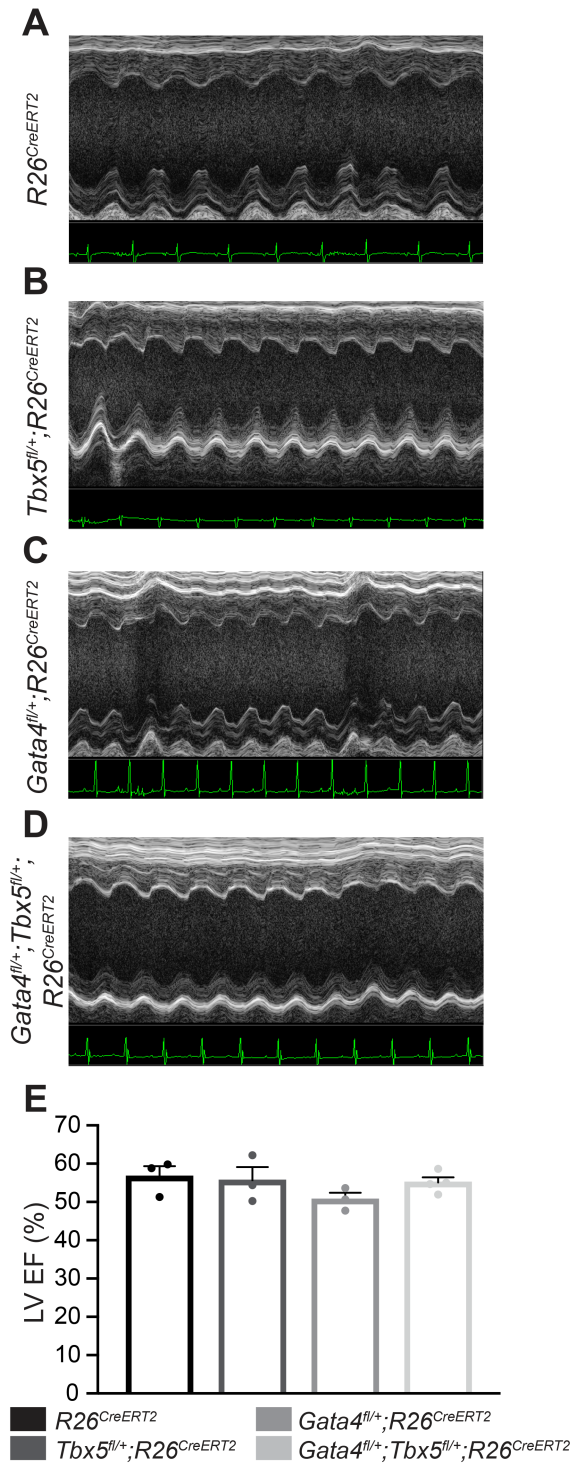 A
R26CreERT2
B
Tbx5fl/+;R26CreERT2
C
Gata4fl/+;R26CreERT2
D
Gata4fl/+;Tbx5fl/+;
R26CreERT2
E
70
60
50
40
30
20
10
0
LV EF (%)
R26CreERT2
Gata4fl/+;R26CreERT2
Tbx5fl/+;R26CreERT2
Gata4fl/+;Tbx5fl/+;R26CreERT2